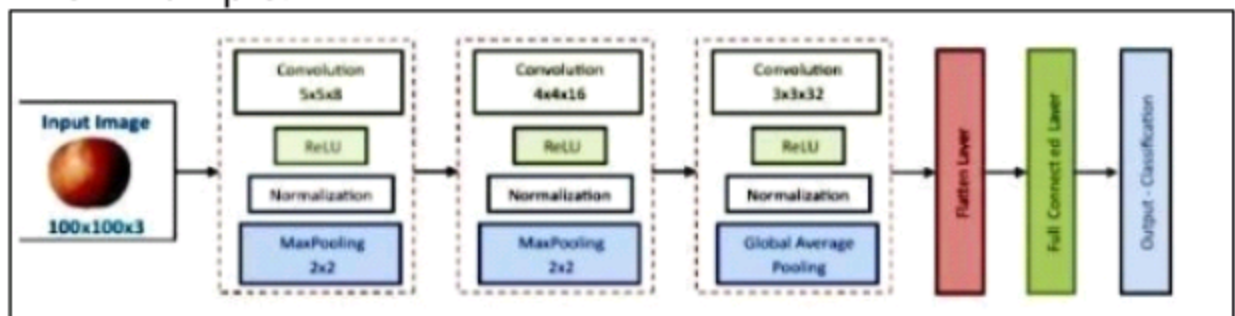 Input Image
100x100x3
Convolution
5x5x8
ReLU
Normalization
MaxPooling
2x2
Convolution
4x4x16
ReLU
Normalization
MaxPooling
2x2
Convolution
3x3x32
ReLU
Normalization
Global Average
Pooling
Flatten Layer
Full Connect ed Layer
Output - Classification